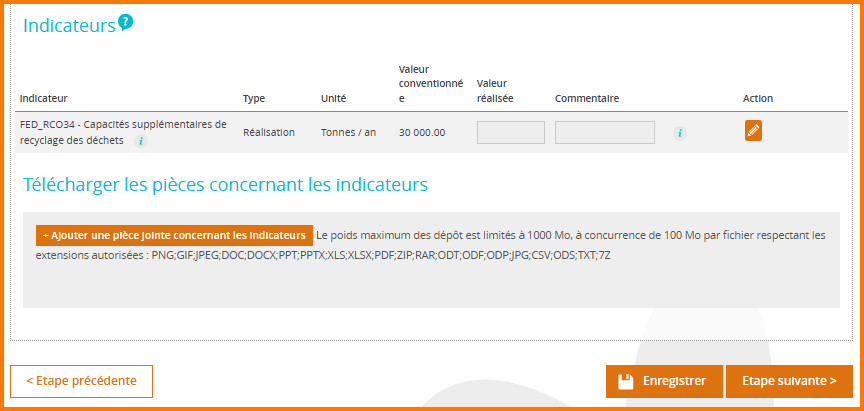 Indicateurs ?
Valeur
conventionné Valeur
Indicateur Type Unité e réalisée Commentaire Action
FED_RCO34 - Capacités supplémentaires de
recyclage des déchets i Réalisation Tonnes / an 30 000.00 i
Télécharger les pièces concernant les indicateurs
+ Ajouter une pièce jointe concernant les indicateurs Le poids maximum des dépôt est limités à 1000 Mo, à concurrence de 100 Mo par fichier respectant les
extensions autorisées : PNG;GIF;JPEG;DOC;DOCX;PPT;PPTX;XLS;XLSX;PDF;ZIP;RAR;ODT;ODF;ODP;JPG;CSV;ODS;TXT;7Z
< Etape précédente Enregistrer Etape suivante >